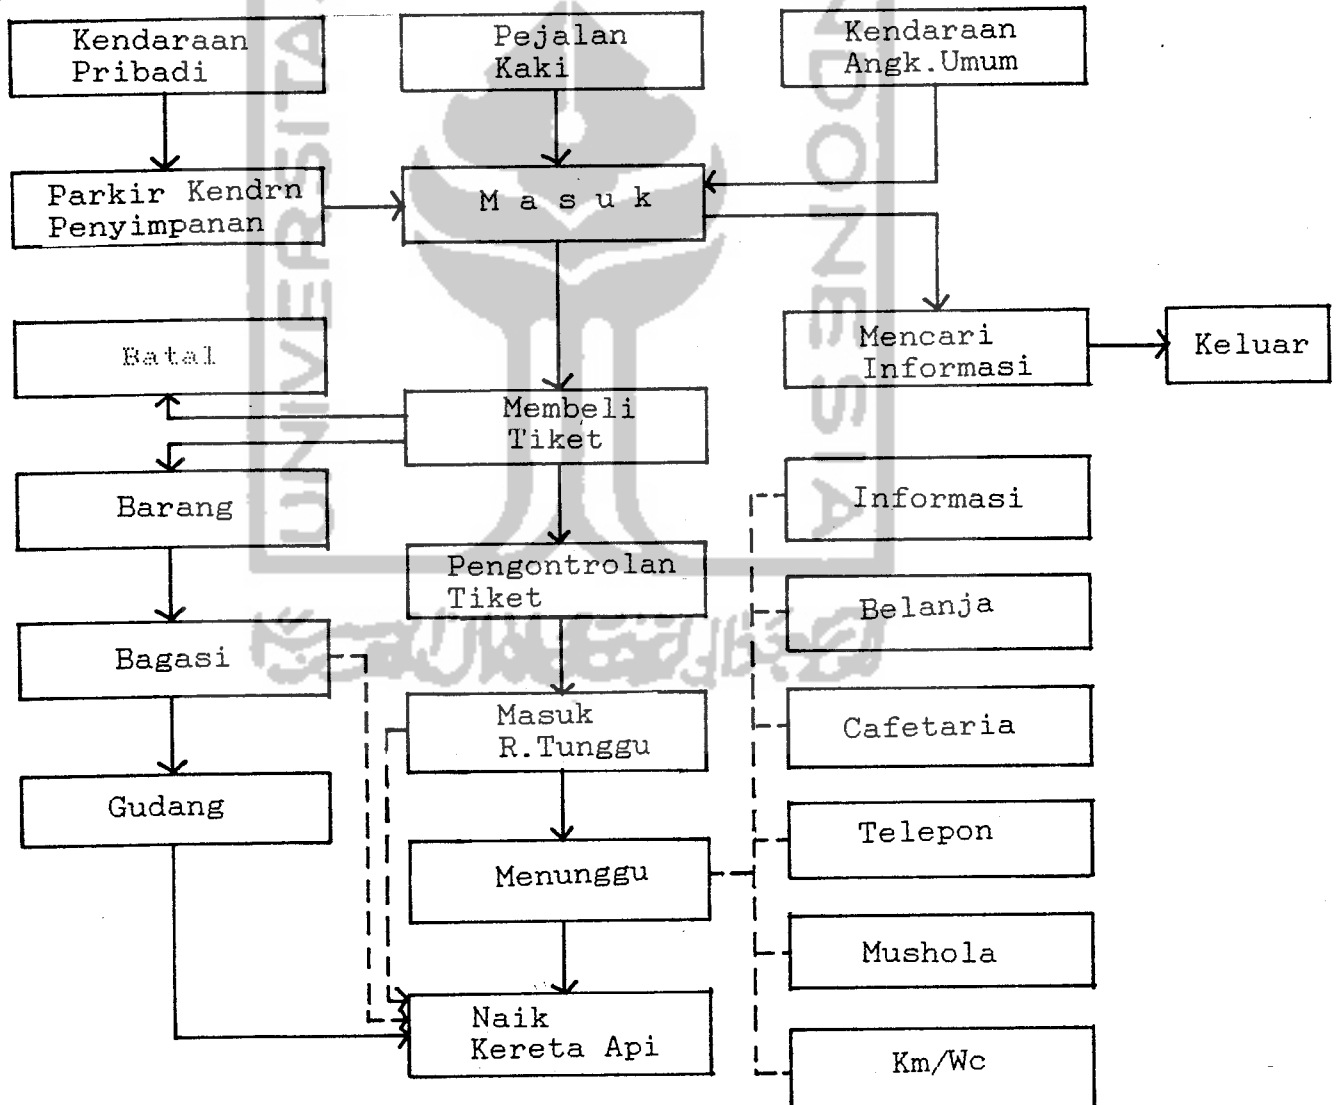 Kendaraan
Pribadi
Pejalan
Kaki
Kendaraan
Angk.Umum
Parkir Kendrn
Penyimpanan
M a s u k
Mencari
Informasi
Keluar
Batal
Membeli
Tiket
Barang
Informasi
Pengontrolan
Tiket
Belanja
Bagasi
Masuk
R.Tunggu
Cafetaria
Gudang
Telepon
Menunggu
Mushola
Naik
Kereta Api
Km/Wc